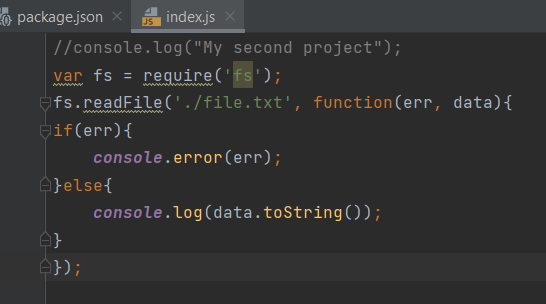 package.json index.js
//console.log("My second project");
var fs = require('fs');
fs.readFile('./file.txt', function(err, data){
if(err){
    console.error(err);
}else{
    console.log(data.toString());
}
});